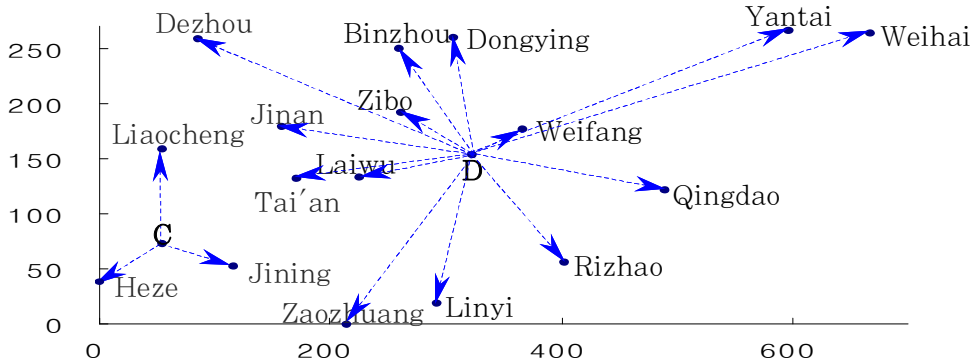 Dezhou
Binzhou
Dongying
Yantai
Weihai
250
200
Zibo
Jinan
Weifang
Liaocheng
150
Laiwu
D
Tai´an
Qingdao
100
C
50
Heze
Jining
Rizhao
Zaozhuang
Linyi
0
0
200
400
600